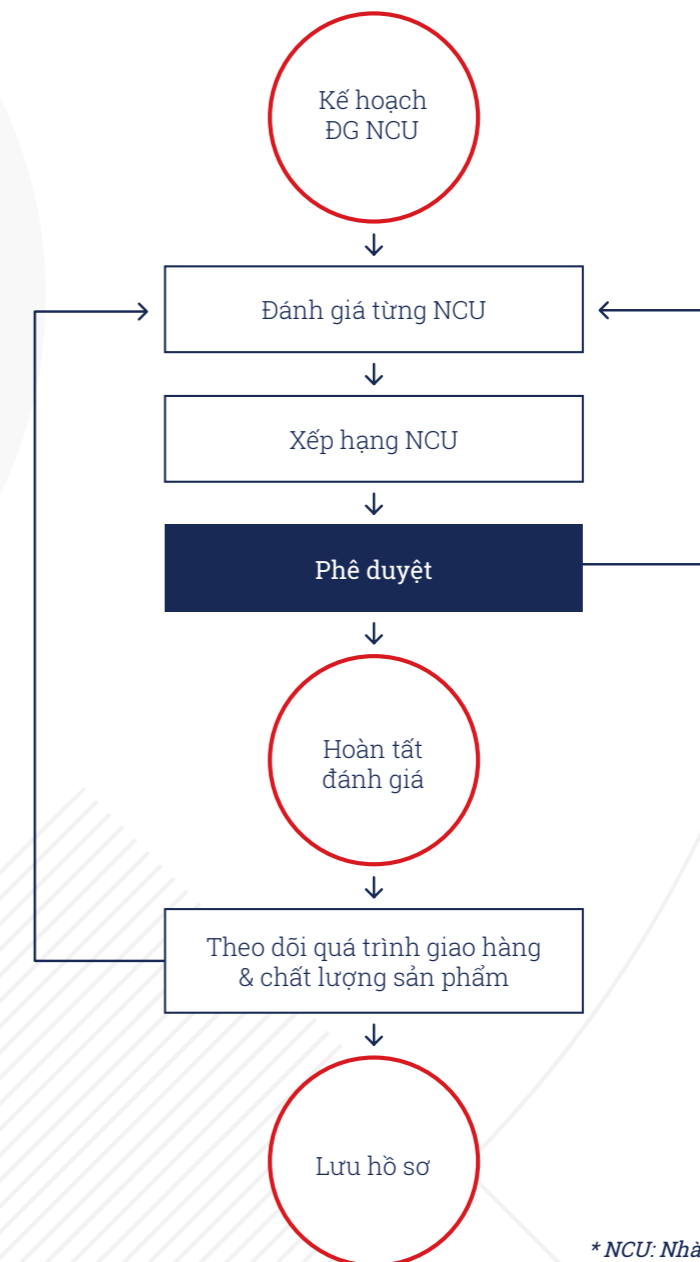 Kế hoạch
ĐG NCU
Đánh giá từng NCU
Xếp hạng NCU
Phê duyệt
Hoàn tất
đánh giá
Theo dõi quá trình giao hàng
& chất lượng sản phẩm
Lưu hồ sơ
* NCU: Nhà